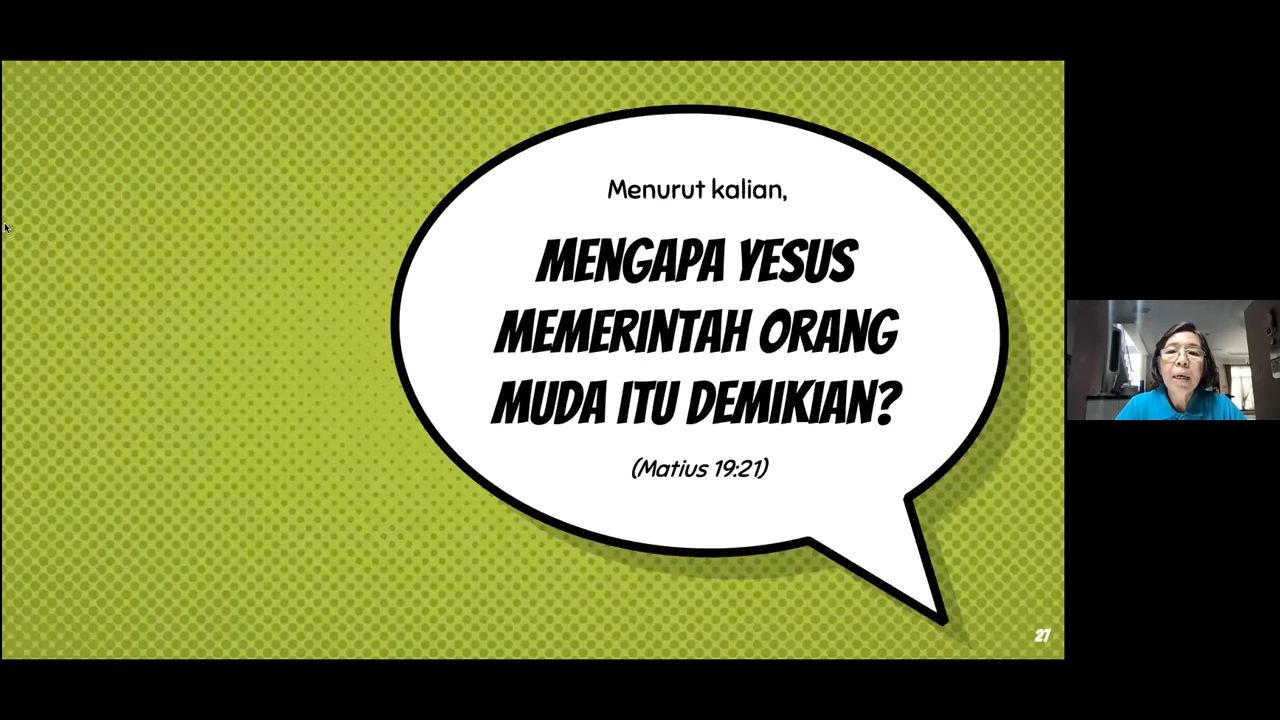 Menurut kalian,
MENGAPA YESUS
MEMERINTAH ORANG
MUDA ITU DEMIKIAN?
(Matius 19:21)
27